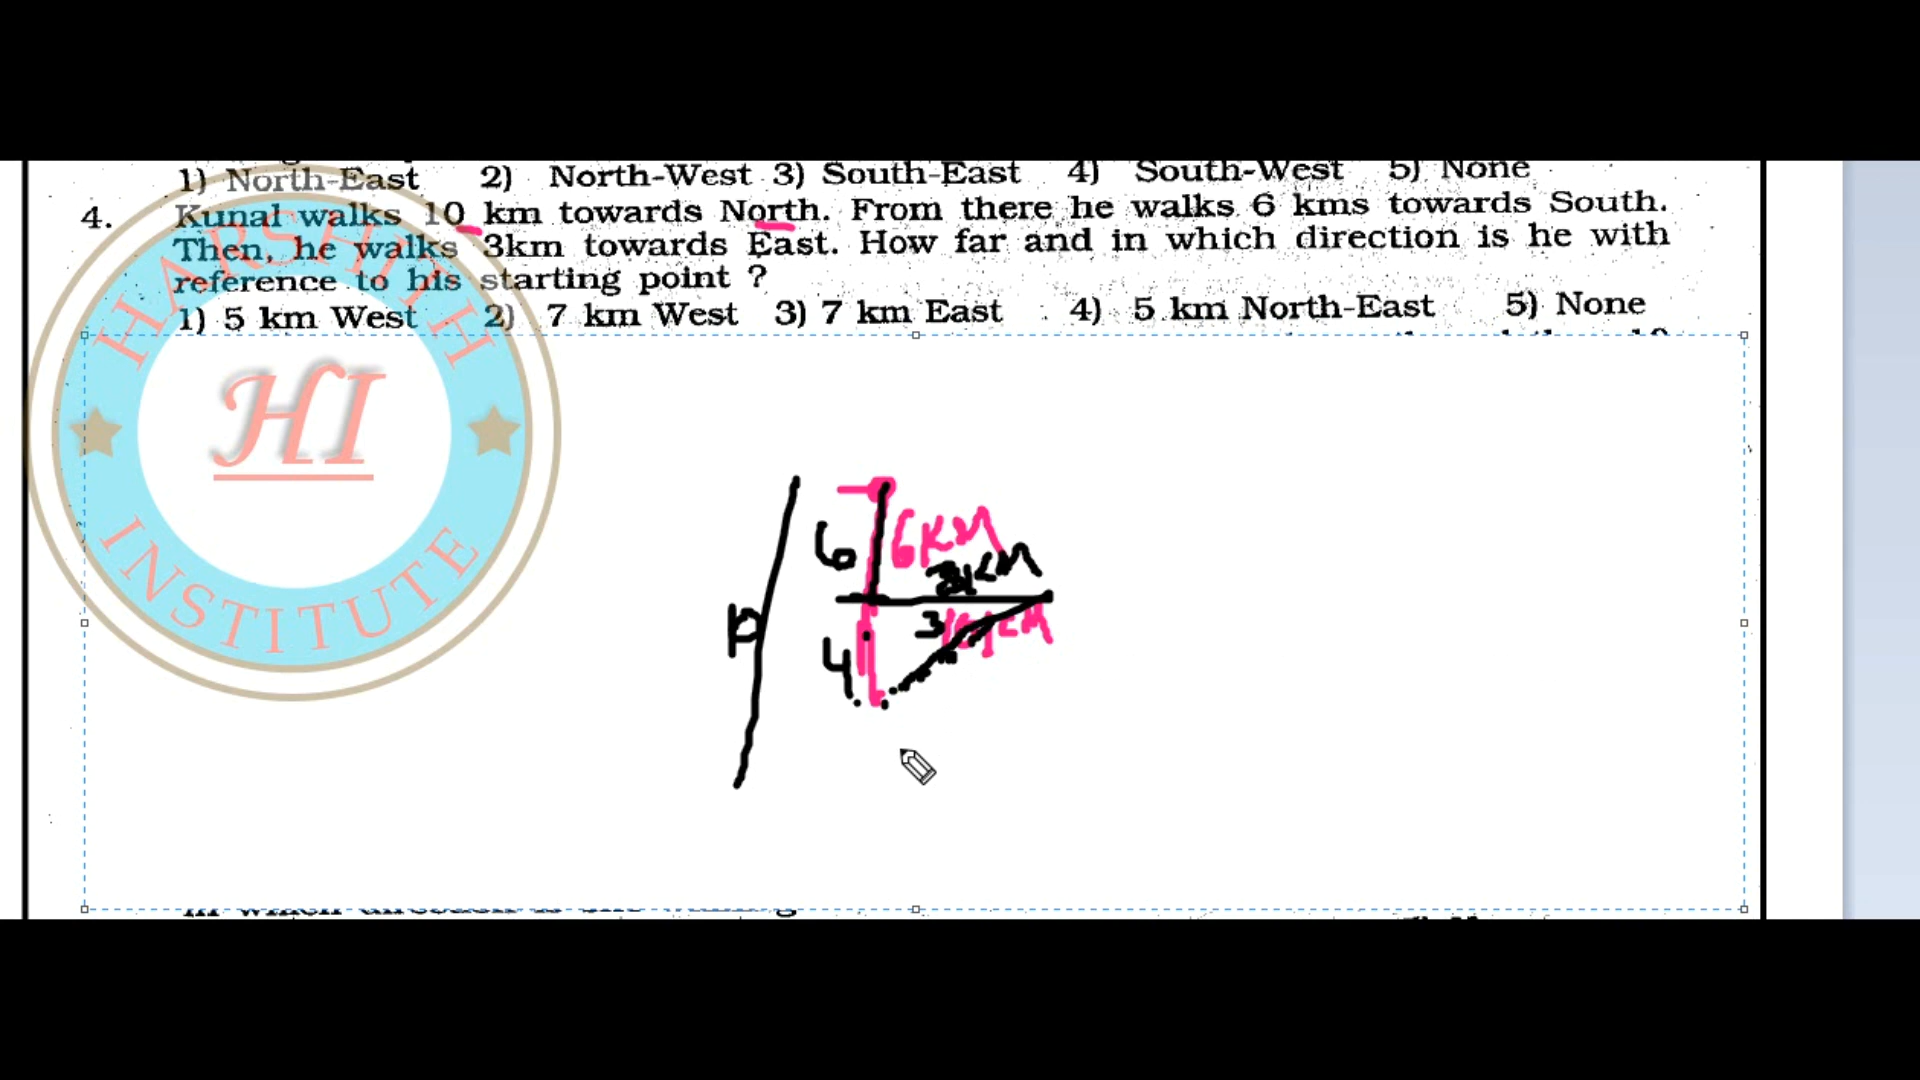 1) North-East 2) North-West 3) South-East 4) South-West 5) None
4. Kunal walks 10 km towards North. From there he walks 6 kms towards South.
Then, he walks 3km towards East. How far and in which direction is he with
reference to his starting point ?
1) 5 km West 2) 7 km West 3) 7 km East 4) 5 km North-East 5) None
HARSHITH
HI
INSTITUTE
6 6KM
3KM
10
3
4